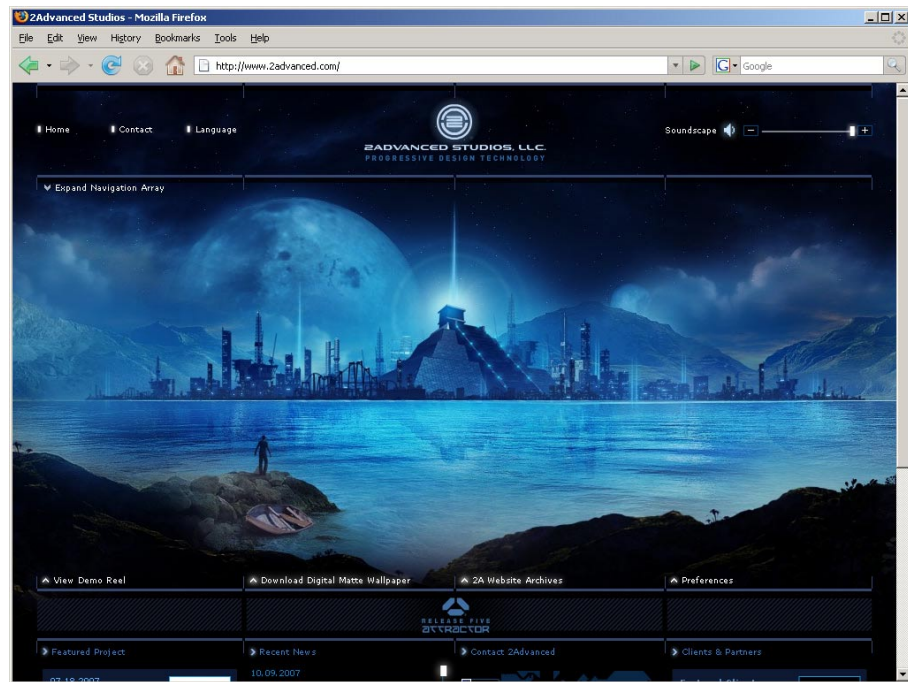 2Advanced Studios - Mozilla Firefox
File Edit View History Bookmarks Tools Help
http://www.2advanced.com/
G Google
Home Contact Language
Soundscape
2ADVANCED STUDIOS, LLC.
PROGRESSIVE DESIGN TECHNOLOGY
Expand Navigation Array
View Demo Reel Download Digital Matte Wallpaper 2A Website Archives Preferences
RELEASE FIVE
ATTRACTOR
Featured Project Recent News Contact 2Advanced Clients & Partners
07.18.2007 10.09.2007